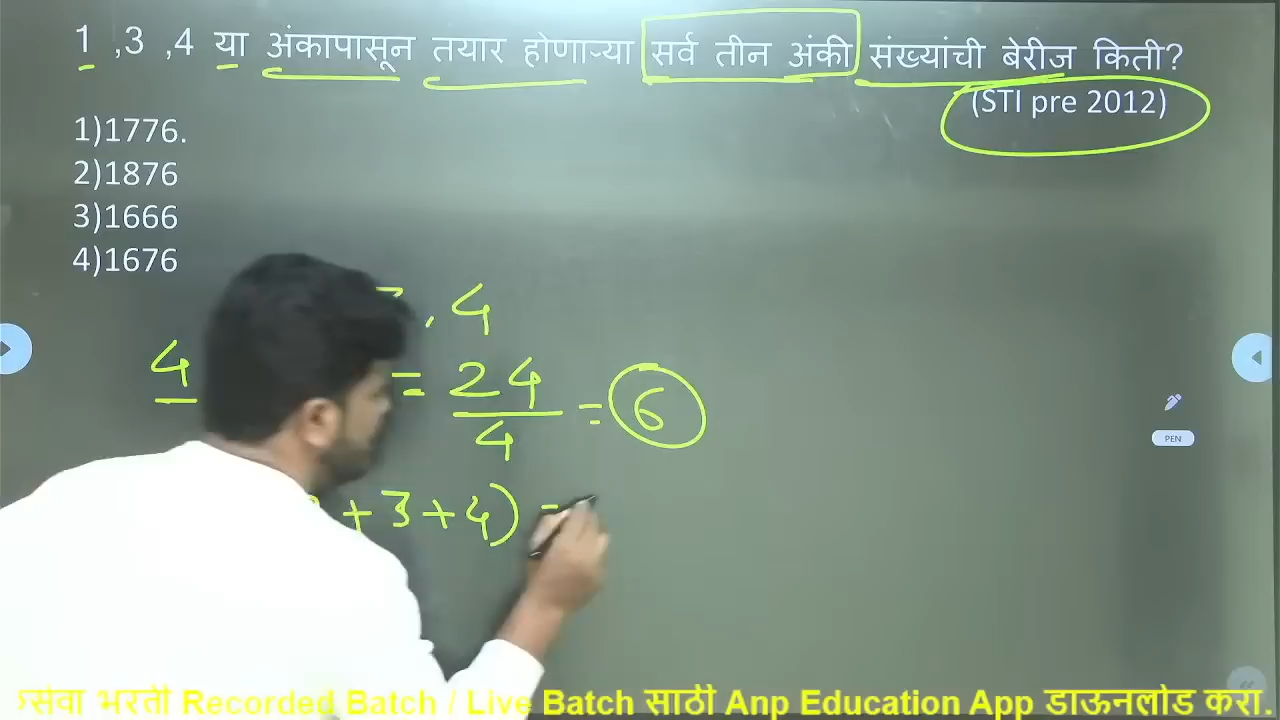 1 ,3 ,4 या अंकापासून तयार होणाऱ्या सर्व तीन अंकी संख्यांची बेरीज किती?
(STI pre 2012)
1)1776.
2)1876
3)1666
4)1676
, 4
4 = 24/4 = 6
+ 3 + 4) =
PEN
भरती Recorded Batch / Live Batch साठी Anp Education App डाऊनलोड करा.